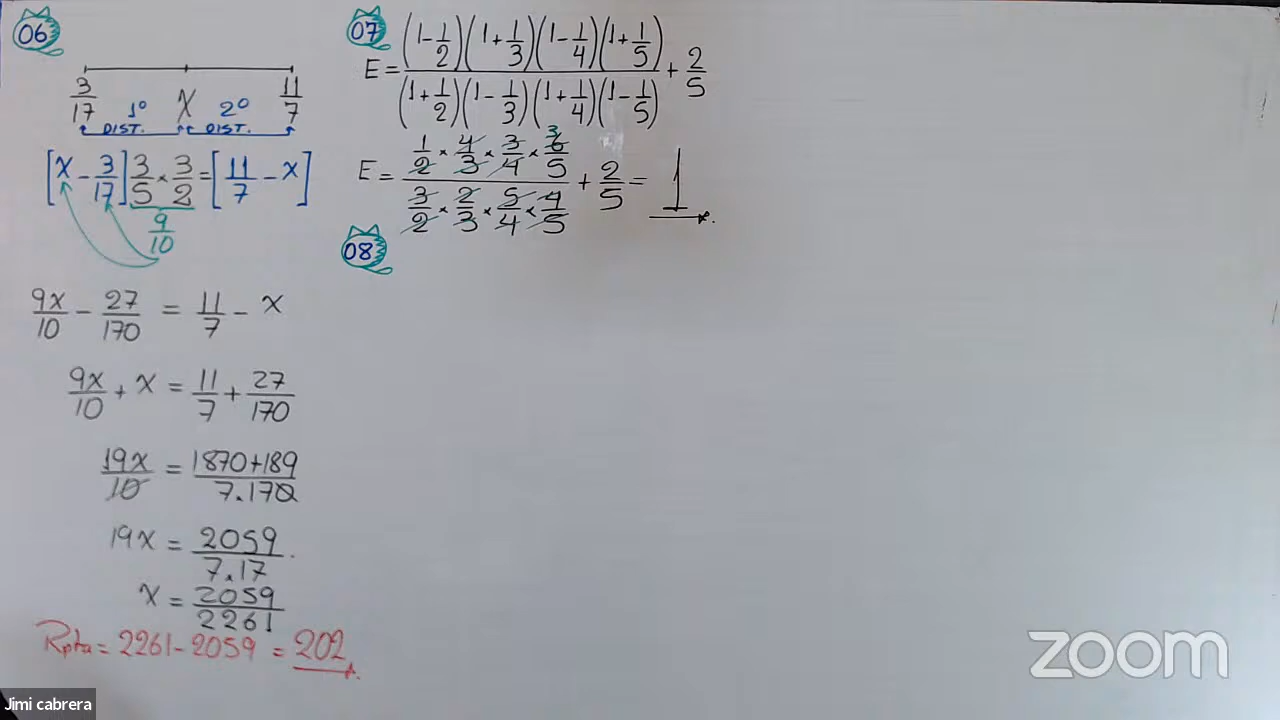 06
3/17 1º X 2º 11/7
DIST. DIST.
[x - 3/17] 3/5 × 3/2 = [11/7 - x]
9/10
9x/10 - 27/170 = 11/7 - x
9x/10 + x = 11/7 + 27/170
19x/10 = 1870+189/7.170
19x = 2059/7.17
x = 2059/2261
Rpta = 2261 - 2059 = 202
07
E = (1-1/2)(1+1/3)(1-1/4)(1+1/5)/(1+1/2)(1-1/3)(1+1/4)(1-1/5) + 2/5
3
E = 1/2 × 4/3 × 3/4 × 6/5 / 3/2 × 2/3 × 5/4 × 4/5 + 2/5 = 1
08
zoom
Jimi cabrera